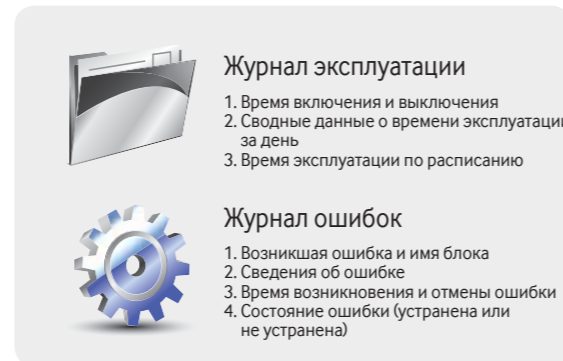 Журнал эксплуатации
1. Время включения и выключения
2. Сводные данные о времени эксплуатации
за день
3. Время эксплуатации по расписанию
Журнал ошибок
1. Возникшая ошибка и имя блока
2. Сведения об ошибке
3. Время возникновения и отмены ошибки
4. Состояние ошибки (устранена или
не устранена)